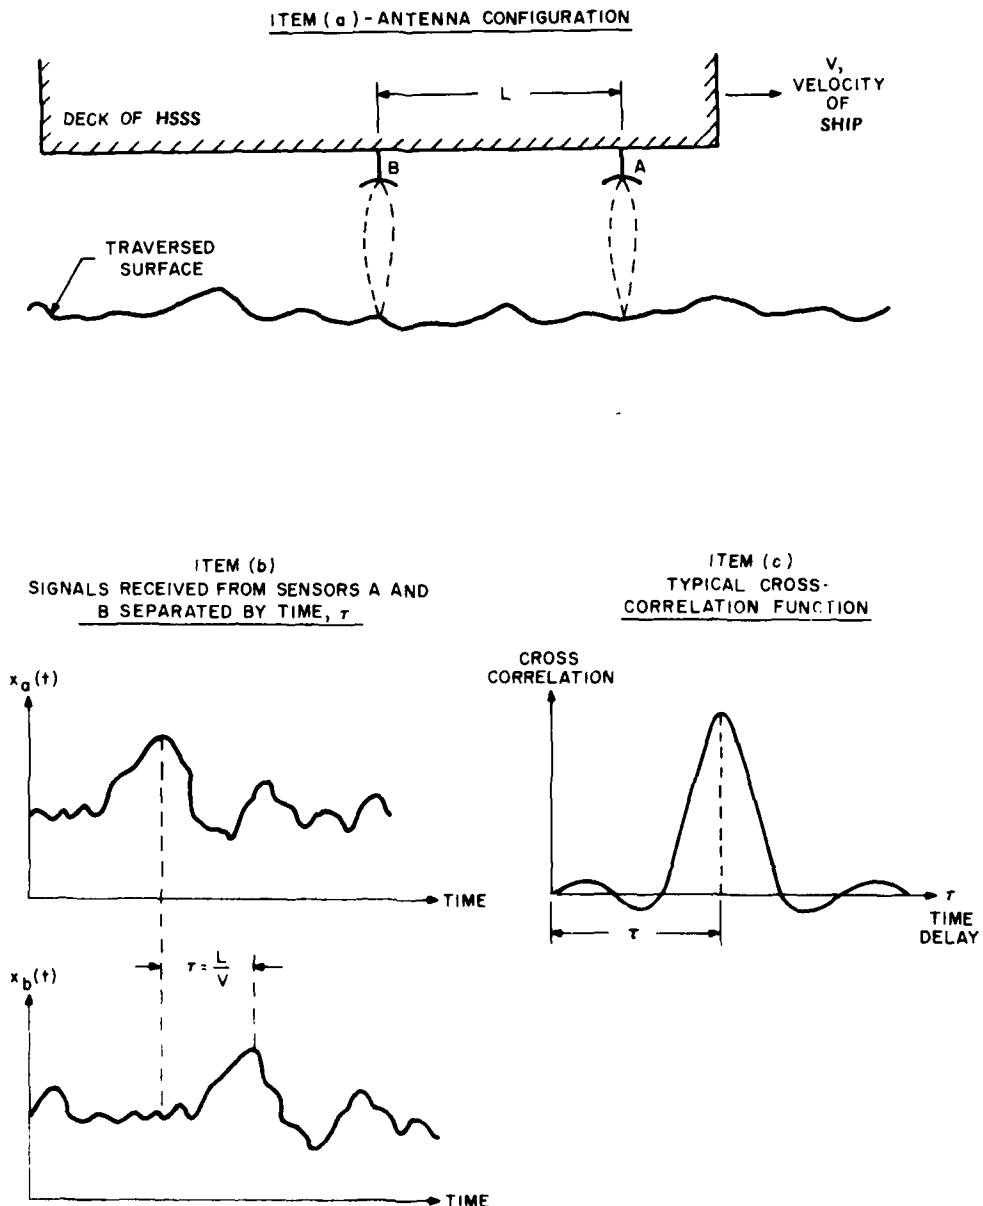 ITEM (a) - ANTENNA CONFIGURATION
DECK OF HSSS
L
V,
VELOCITY
OF
SHIP
B
A
TRAVERSED
SURFACE
ITEM (b)
SIGNALS RECEIVED FROM SENSORS A AND
B SEPARATED BY TIME, τ
x_a(t)
TIME
τ = L/V
x_b(t)
TIME
ITEM (c)
TYPICAL CROSS-
CORRELATION FUNCTION
CROSS
CORRELATION
τ
TIME
DELAY
τ